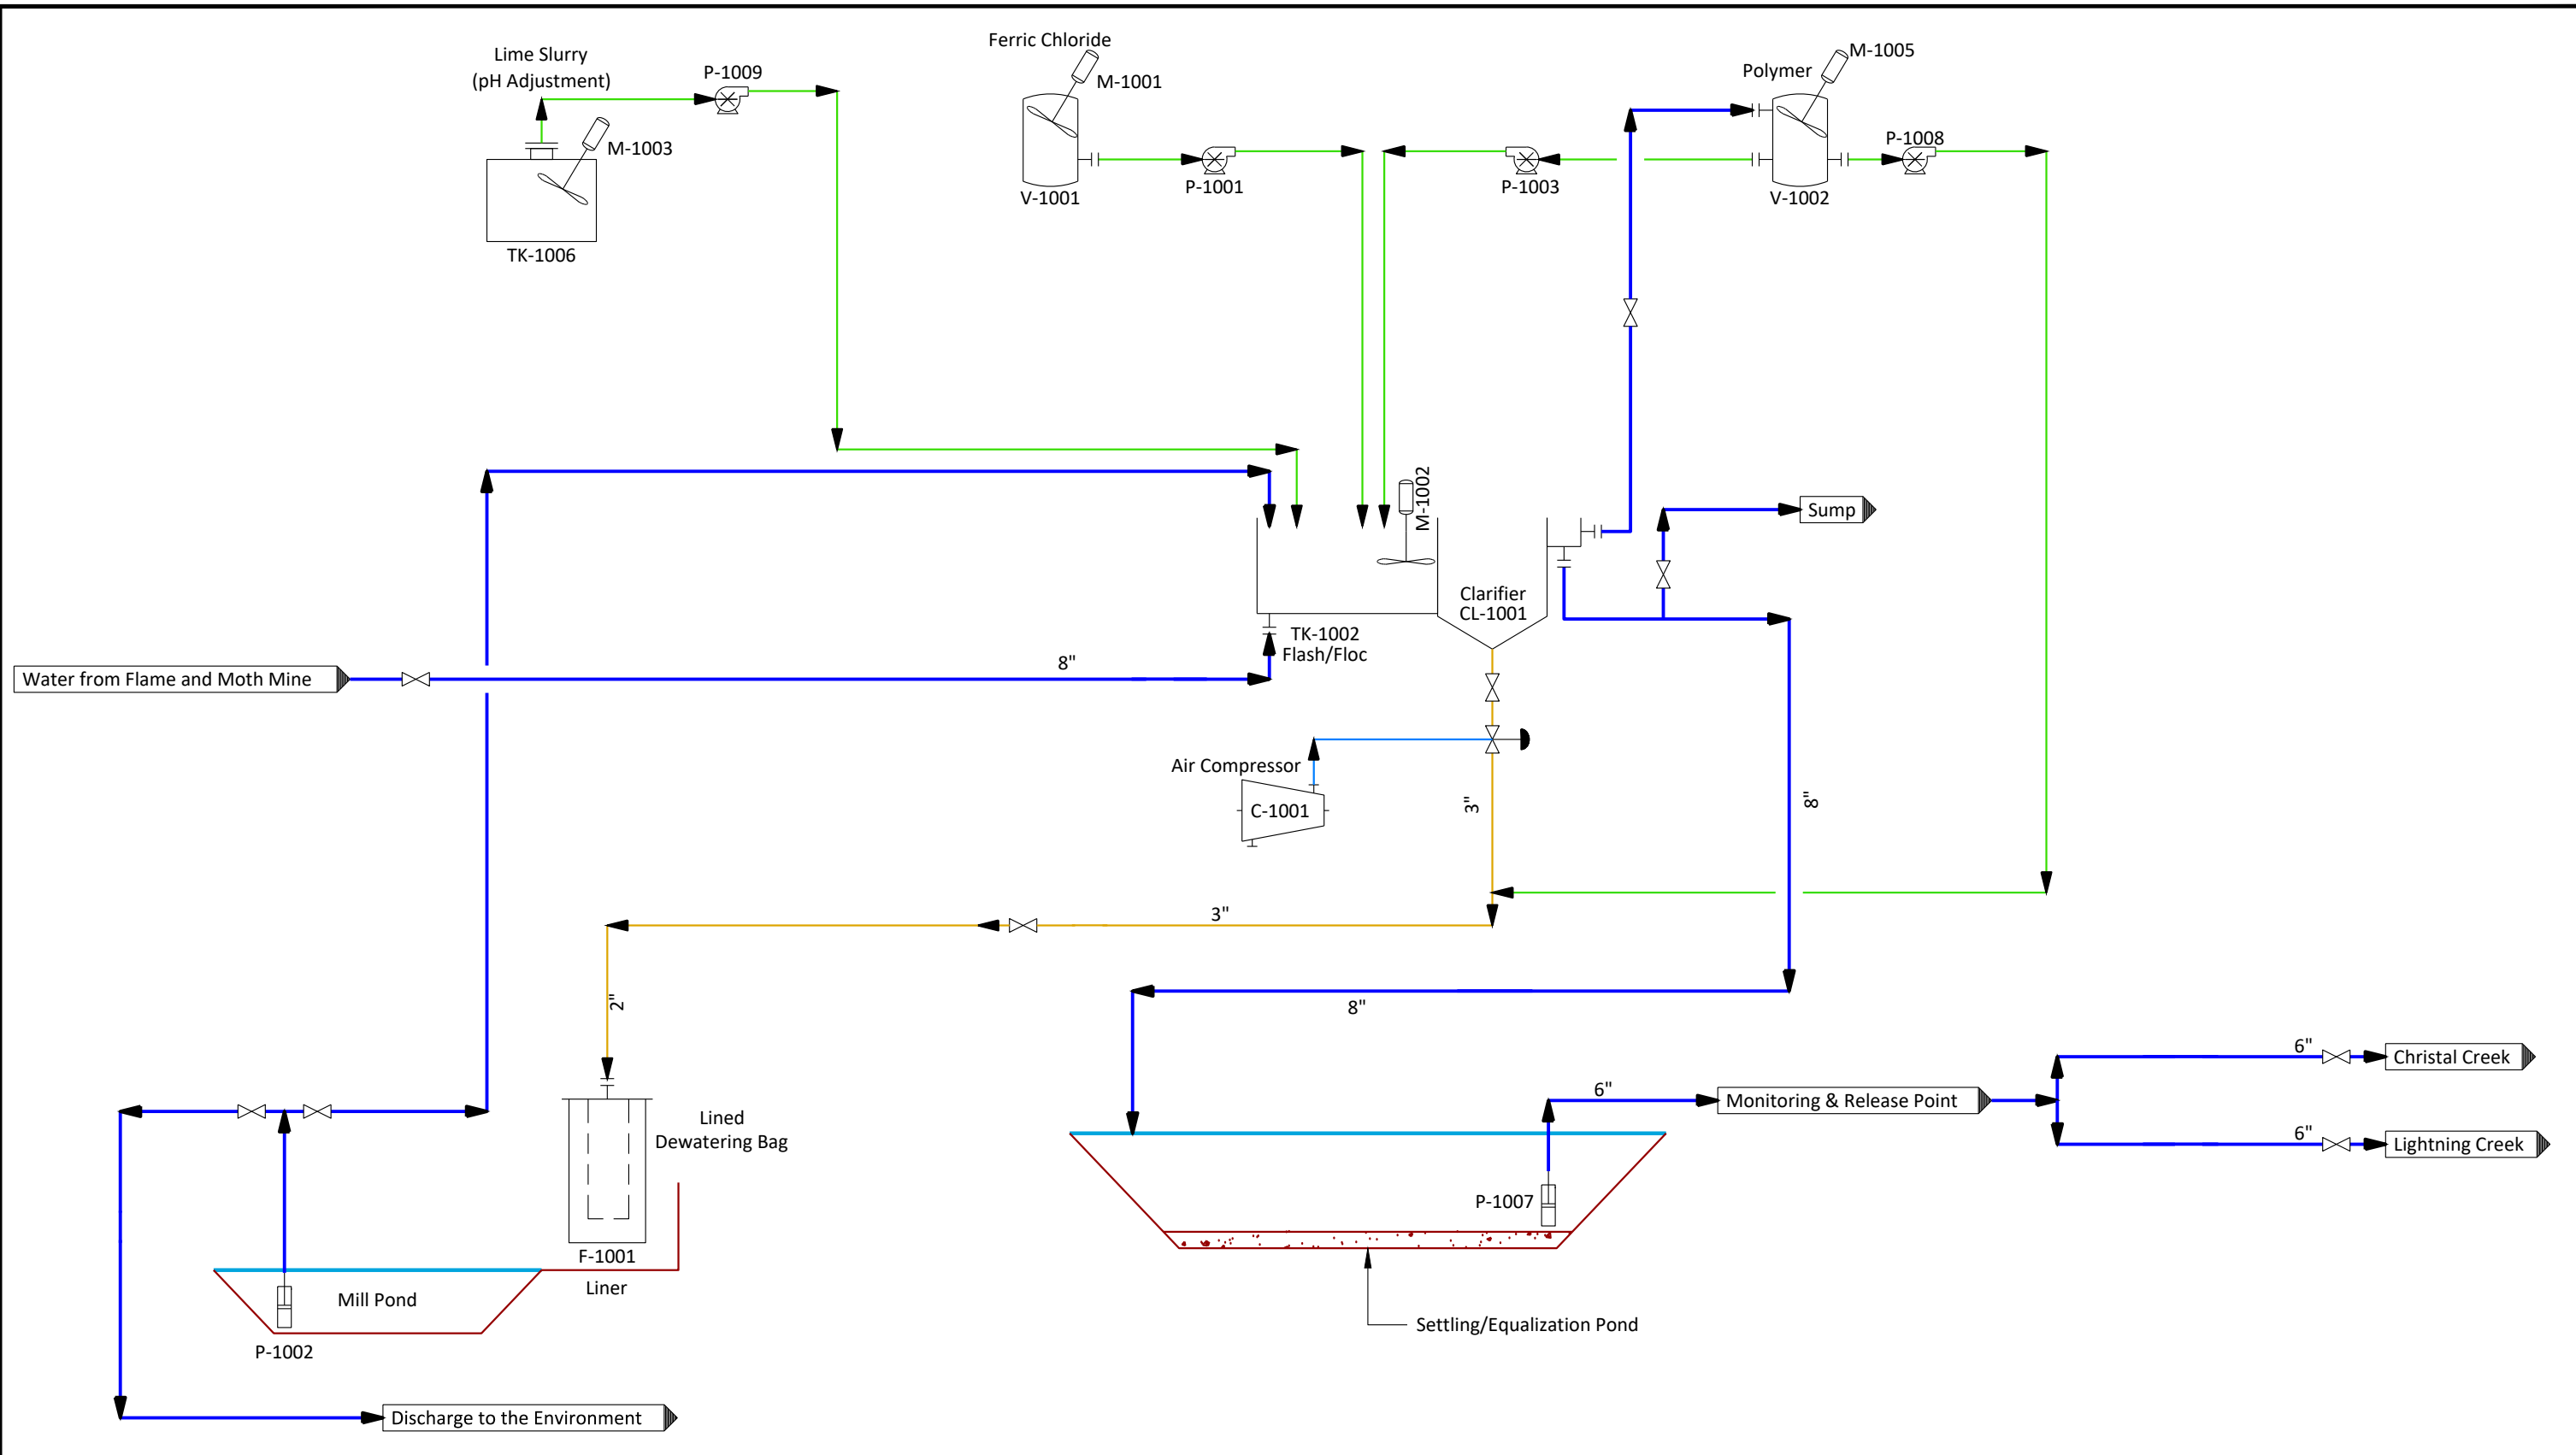 Lime Slurry
(pH Adjustment)
P-1009
M-1003
TK-1006
Ferric Chloride
M-1001
V-1001
P-1001
P-1003
Polymer
M-1005
P-1008
V-1002
M-1002
Sump
Clarifier
CL-1001
TK-1002
Flash/Floc
Water from Flame and Moth Mine
8"
Air Compressor
C-1001
3"
8"
3"
2"
8"
Lined
Dewatering Bag
F-1001
Liner
Mill Pond
P-1002
Discharge to the Environment
P-1007
6"
Monitoring & Release Point
6"
Christal Creek
6"
Lightning Creek
Settling/Equalization Pond